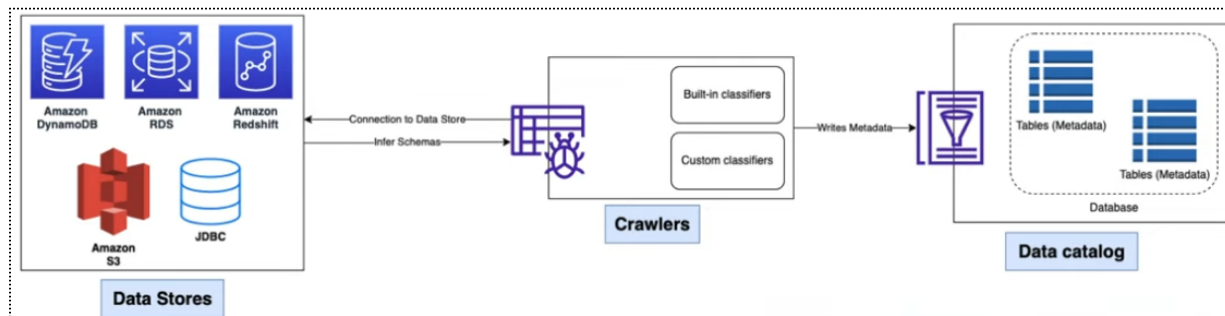 Amazon
DynamoDB
Amazon
RDS
Amazon
Redshift
Amazon
S3
JDBC
Data Stores
Connection to Data Store
Infer Schemas
Built-in classifiers
Custom classifiers
Crawlers
Writes Metadata
Tables (Metadata)
Tables (Metadata)
Database
Data catalog